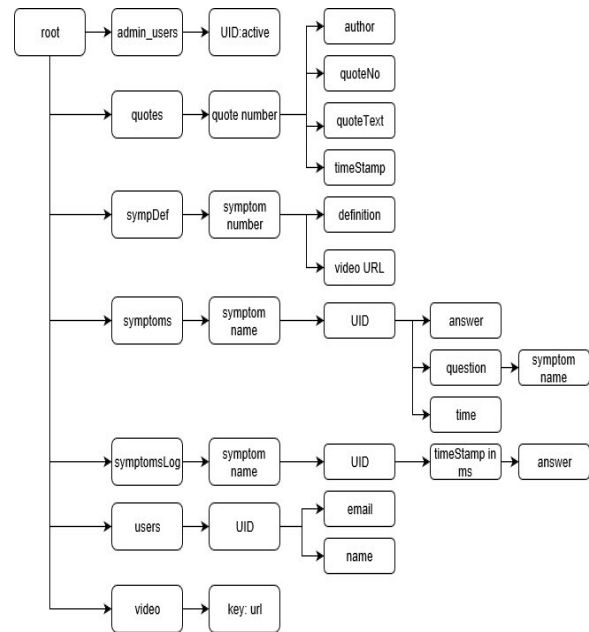 root
admin_users
UID:active
author
quoteNo
quotes
quote number
quoteText
timeStamp
sympDef
symptom
number
definition
video URL
symptoms
symptom
name
UID
answer
question
symptom
name
time
symptomsLog
symptom
name
UID
timeStamp in
ms
answer
users
UID
email
name
video
key: url